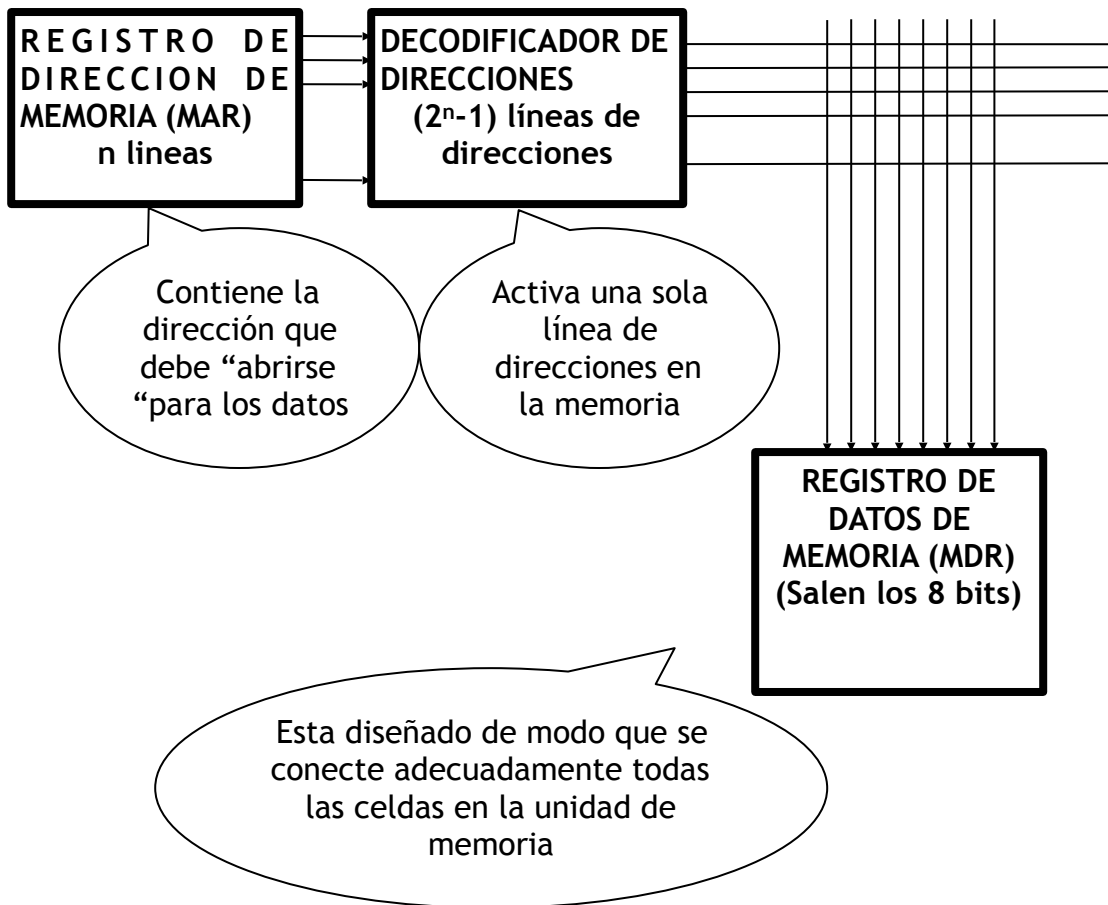 REGISTRO DE
DIRECCION DE
MEMORIA (MAR)
n lineas
DECODIFICADOR DE
DIRECCIONES
(2ⁿ-1) líneas de
direcciones
Contiene la
dirección que
debe “abrirse
“para los datos
Activa una sola
línea de
direcciones en
la memoria
REGISTRO DE
DATOS DE
MEMORIA (MDR)
(Salen los 8 bits)
Esta diseñado de modo que se
conecte adecuadamente todas
las celdas en la unidad de
memoria